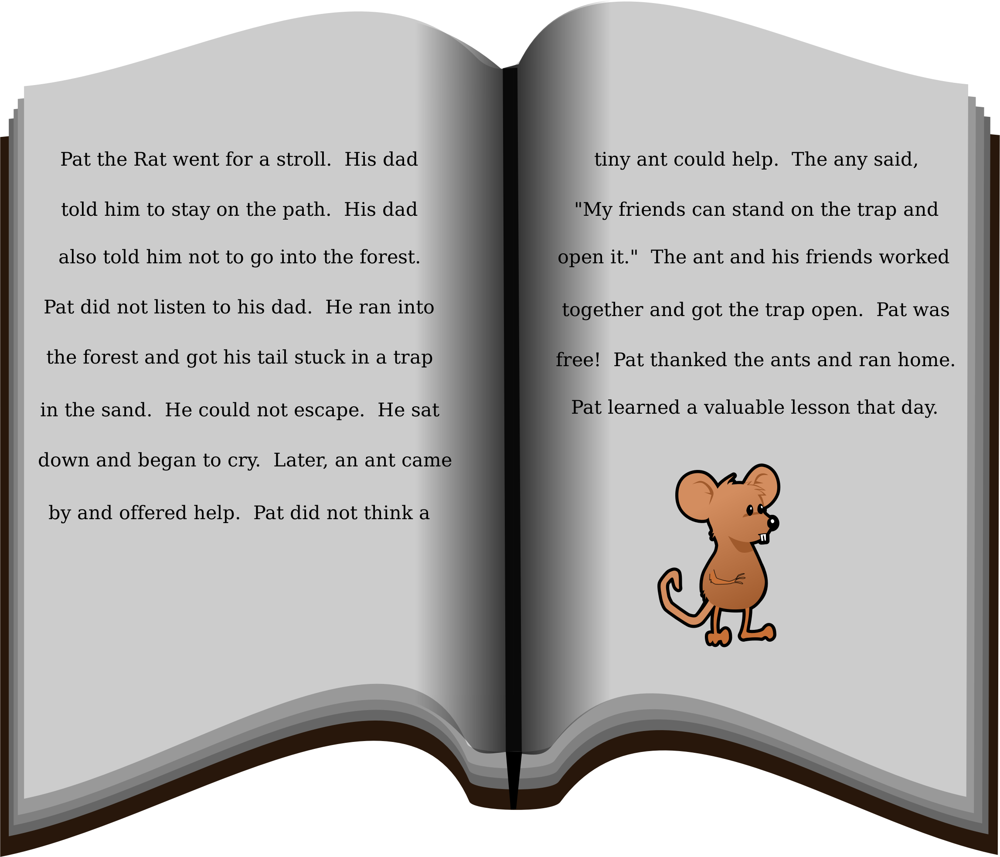 Pat the Rat went for a stroll.  His dad
told him to stay on the path.  His dad
also told him not to go into the forest.
Pat did not listen to his dad.  He ran into
the forest and got his tail stuck in a trap
in the sand.  He could not escape.  He sat
down and began to cry.  Later, an ant came
by and offered help.  Pat did not think a
tiny ant could help.  The any said,
"My friends can stand on the trap and
open it."  The ant and his friends worked
together and got the trap open.  Pat was
free!  Pat thanked the ants and ran home.
Pat learned a valuable lesson that day.